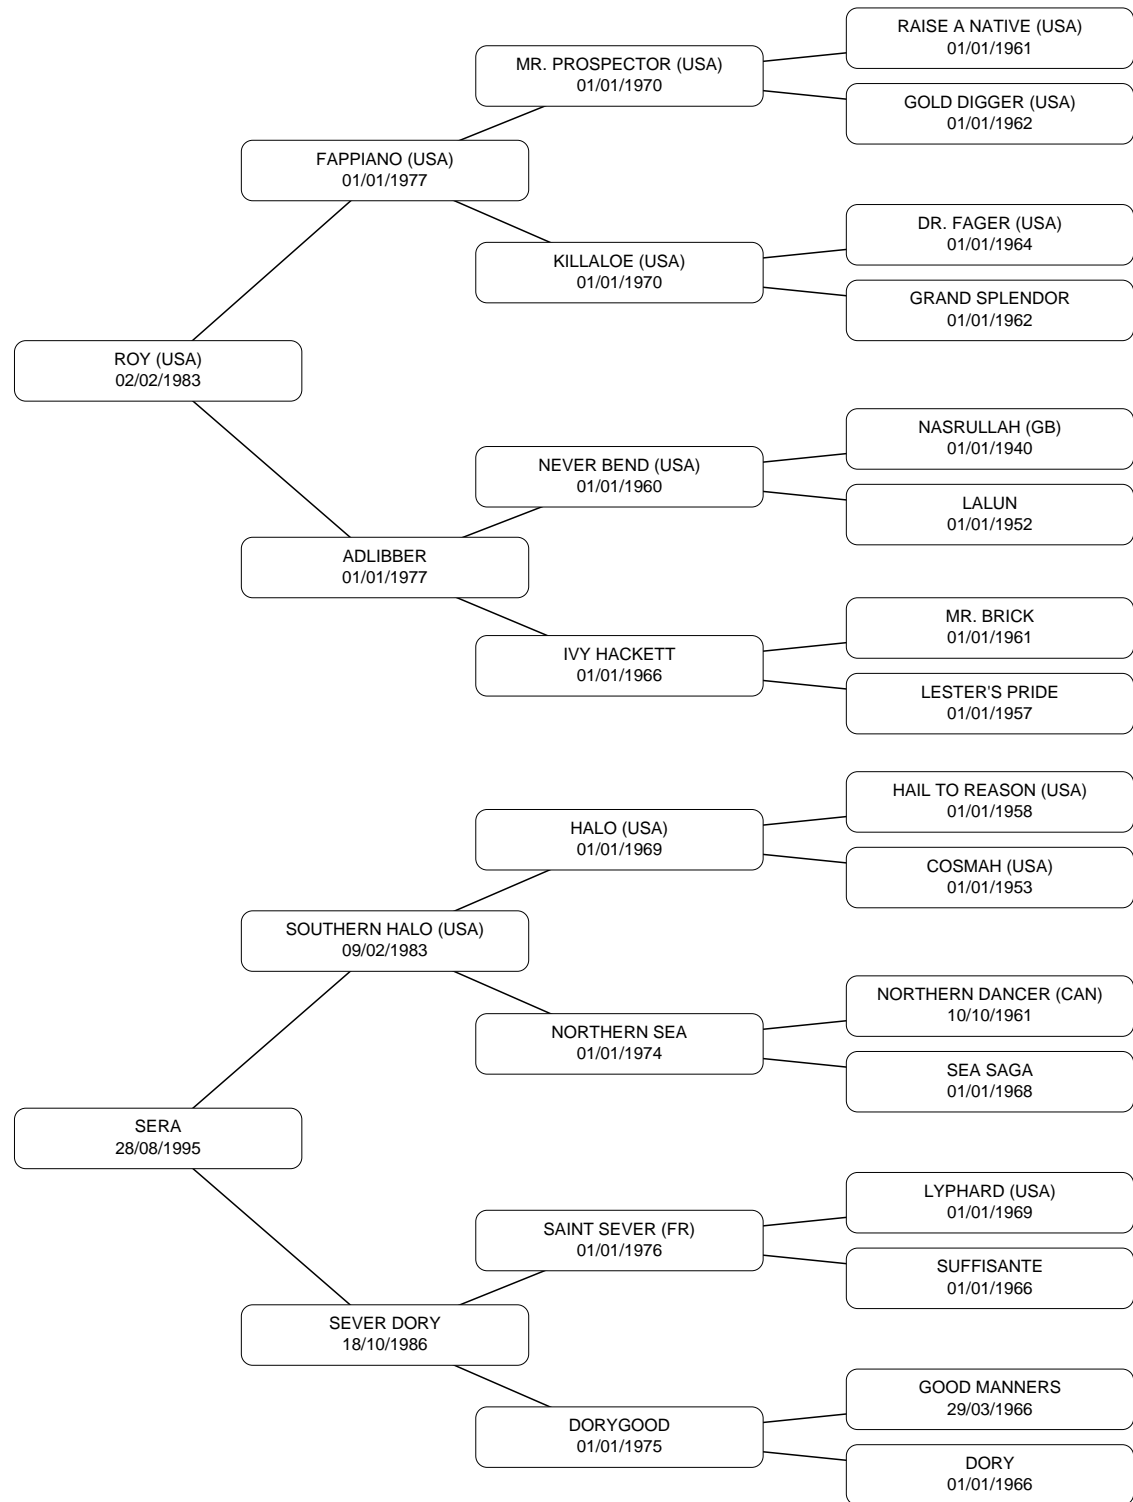 RAISE A NATIVE (USA)
01/01/1961
MR. PROSPECTOR (USA)
01/01/1970
GOLD DIGGER (USA)
01/01/1962
FAPPIANO (USA)
01/01/1977
DR. FAGER (USA)
01/01/1964
KILLALOE (USA)
01/01/1970
GRAND SPLENDOR
01/01/1962
ROY (USA)
02/02/1983
NASRULLAH (GB)
01/01/1940
NEVER BEND (USA)
01/01/1960
LALUN
01/01/1952
ADLIBBER
01/01/1977
MR. BRICK
01/01/1961
IVY HACKETT
01/01/1966
LESTER'S PRIDE
01/01/1957
HAIL TO REASON (USA)
01/01/1958
HALO (USA)
01/01/1969
COSMAH (USA)
01/01/1953
SOUTHERN HALO (USA)
09/02/1983
NORTHERN DANCER (CAN)
10/10/1961
NORTHERN SEA
01/01/1974
SEA SAGA
01/01/1968
SERA
28/08/1995
LYPHARD (USA)
01/01/1969
SAINT SEVER (FR)
01/01/1976
SUFFISANTE
01/01/1966
SEVER DORY
18/10/1986
GOOD MANNERS
29/03/1966
DORYGOOD
01/01/1975
DORY
01/01/1966